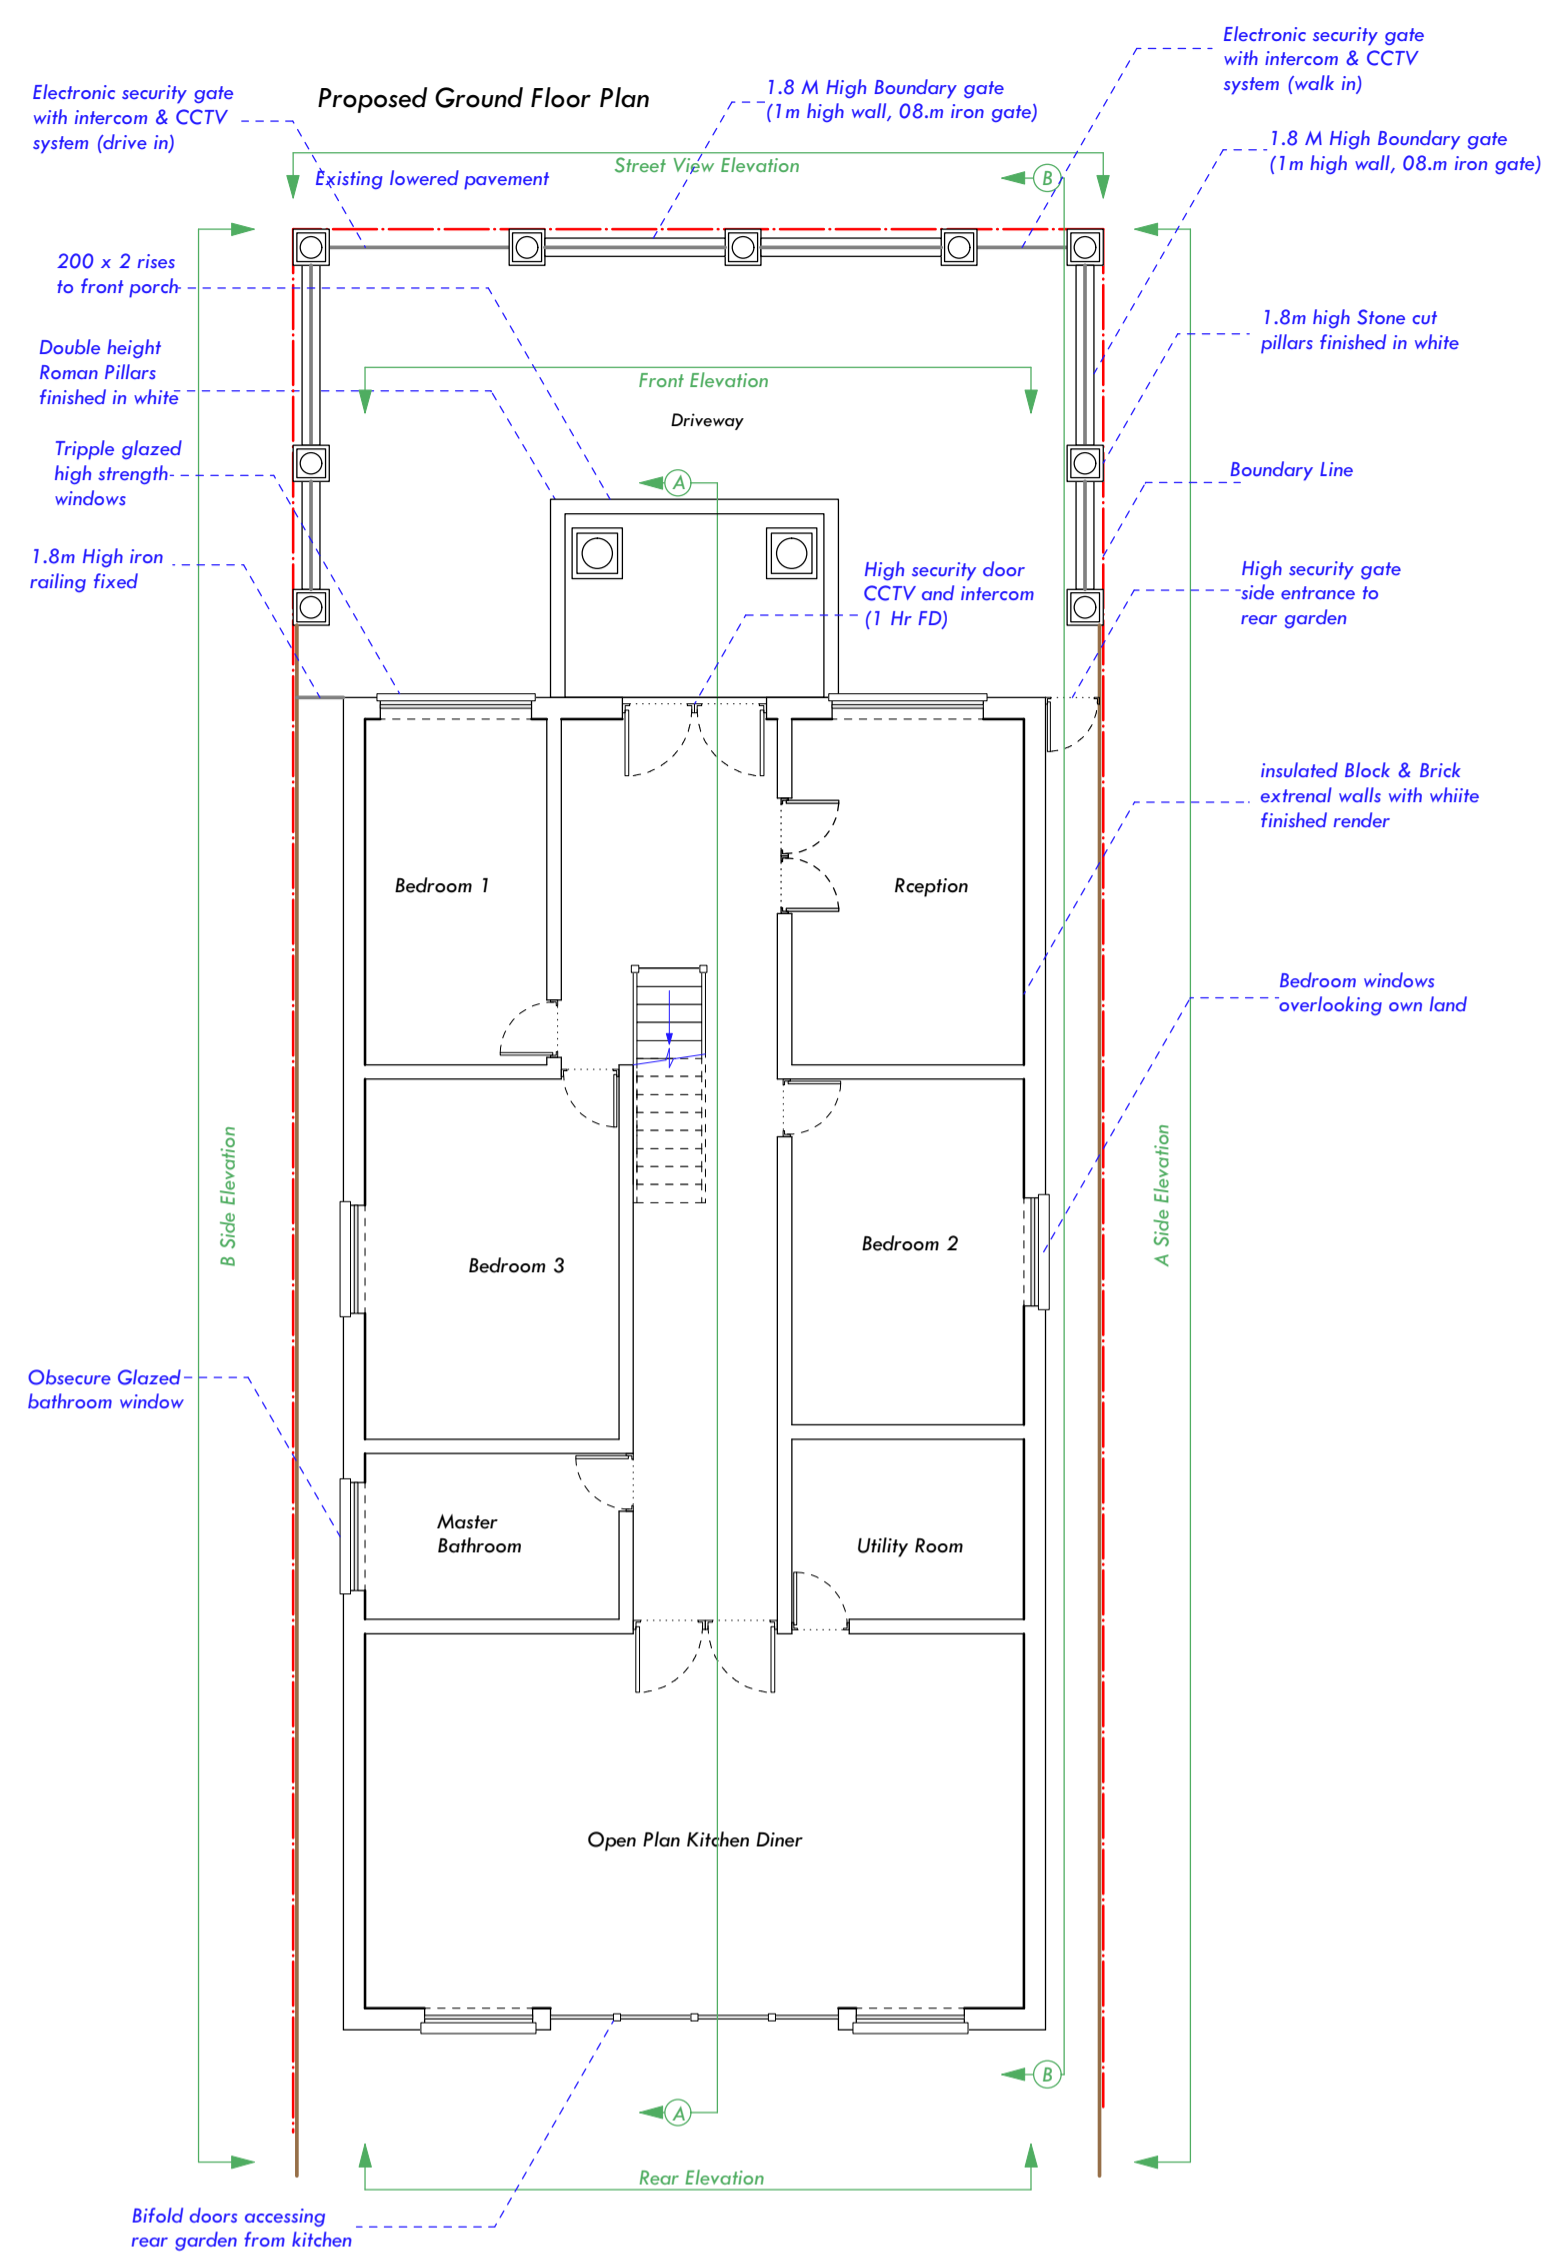 Electronic security gate
with intercom & CCTV
system (walk in)
Electronic security gate
with intercom & CCTV
system (drive in)
Proposed Ground Floor Plan
1.8 M High Boundary gate
(1m high wall, 08.m iron gate)
1.8 M High Boundary gate
(1m high wall, 08.m iron gate)
Street View Elevation
Existing lowered pavement
B
200 x 2 rises
to front porch
1.8m high Stone cut
pillars finished in white
Double height
Roman Pillars
finished in white
Front Elevation
Driveway
Tripple glazed
high strength
windows
Boundary Line
A
1.8m High iron
railing fixed
High security door
CCTV and intercom
(1 Hr FD)
High security gate
side entrance to
rear garden
insulated Block & Brick
extrenal walls with whiite
finished render
Bedroom 1
Rception
Bedroom windows
overlooking own land
B Side Elevation
A Side Elevation
Bedroom 3
Bedroom 2
Obsecure Glazed
bathroom window
Master
Bathroom
Utility Room
Open Plan Kitchen Diner
B
A
Rear Elevation
Bifold doors accessing
rear garden from kitchen